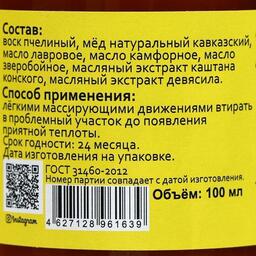 Состав:
воск пчелиный, мёд натуральный кавказский,
масло лавровое, масло камфорное, масло
зверобойное, масляный экстракт каштана
конского, масляный экстракт девясила.
Способ применения:
лёгкими массирующими движениями втирать
в проблемный участок до появления
приятной теплоты.
Срок годности: 24 месяца.
Дата изготовления на упаковке.
ГОСТ 31460-2012
Номер партии совпадает с датой изготовления.
Объём: 100 мл
4 627128 961639
@Instagram